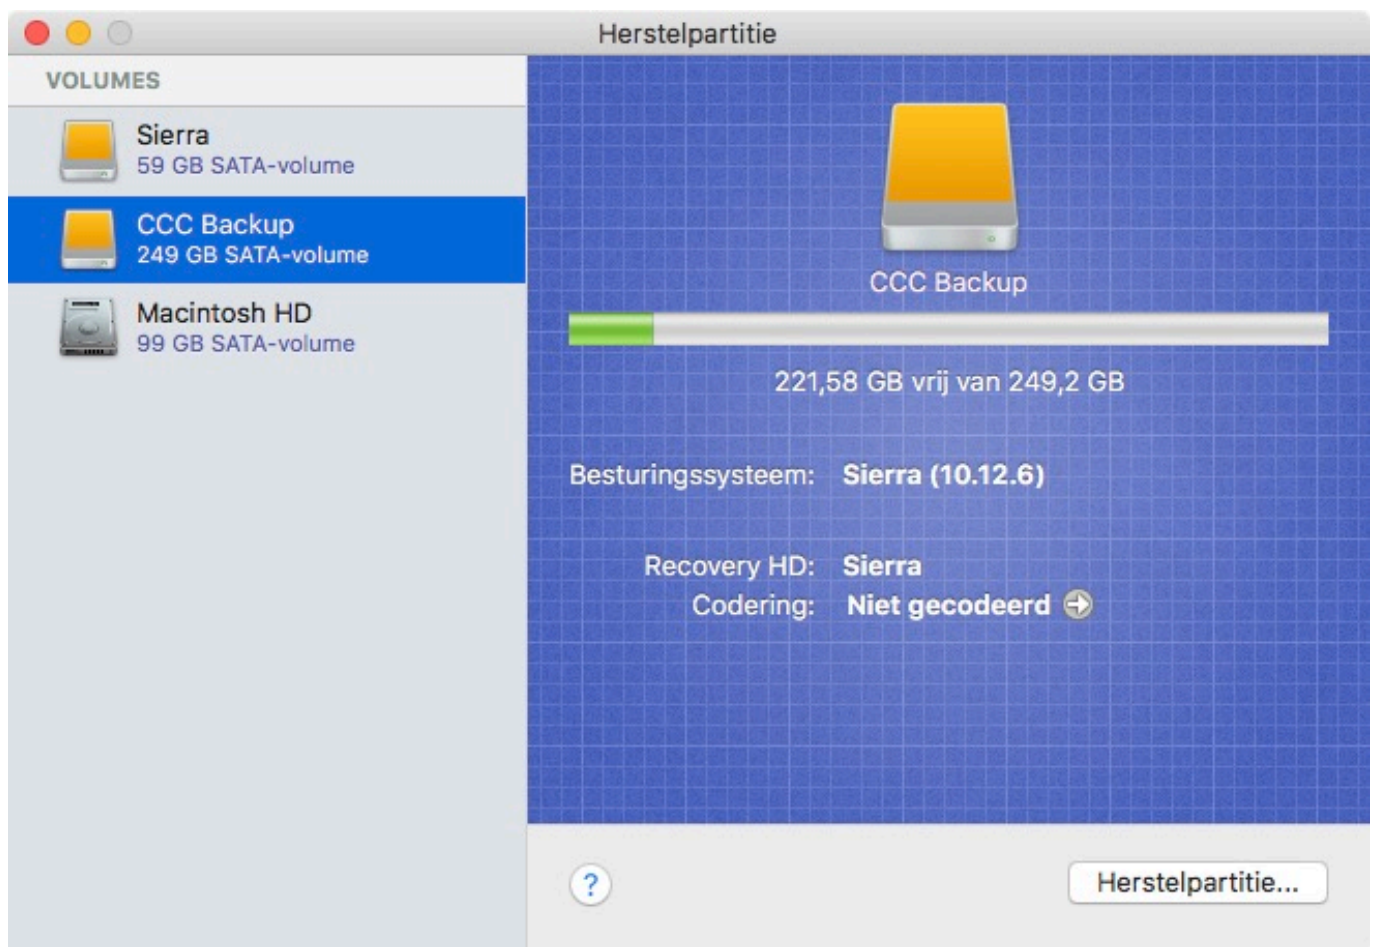 Herstelpartitie
VOLUMES
Sierra
59 GB SATA-volume
CCC Backup
249 GB SATA-volume
Macintosh HD
99 GB SATA-volume
CCC Backup
221,58 GB vrij van 249,2 GB
Besturingssysteem: Sierra (10.12.6)
Recovery HD: Sierra
Codering: Niet gecodeerd
?
Herstelpartitie...